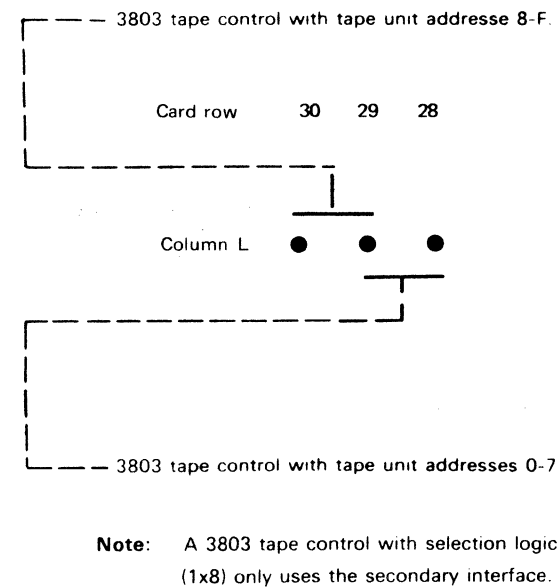 3803 tape control with tape unit addresse 8-F.
Card row 30 29 28
Column L
3803 tape control with tape unit addresses 0-7
Note: A 3803 tape control with selection logic
(1x8) only uses the secondary interface.